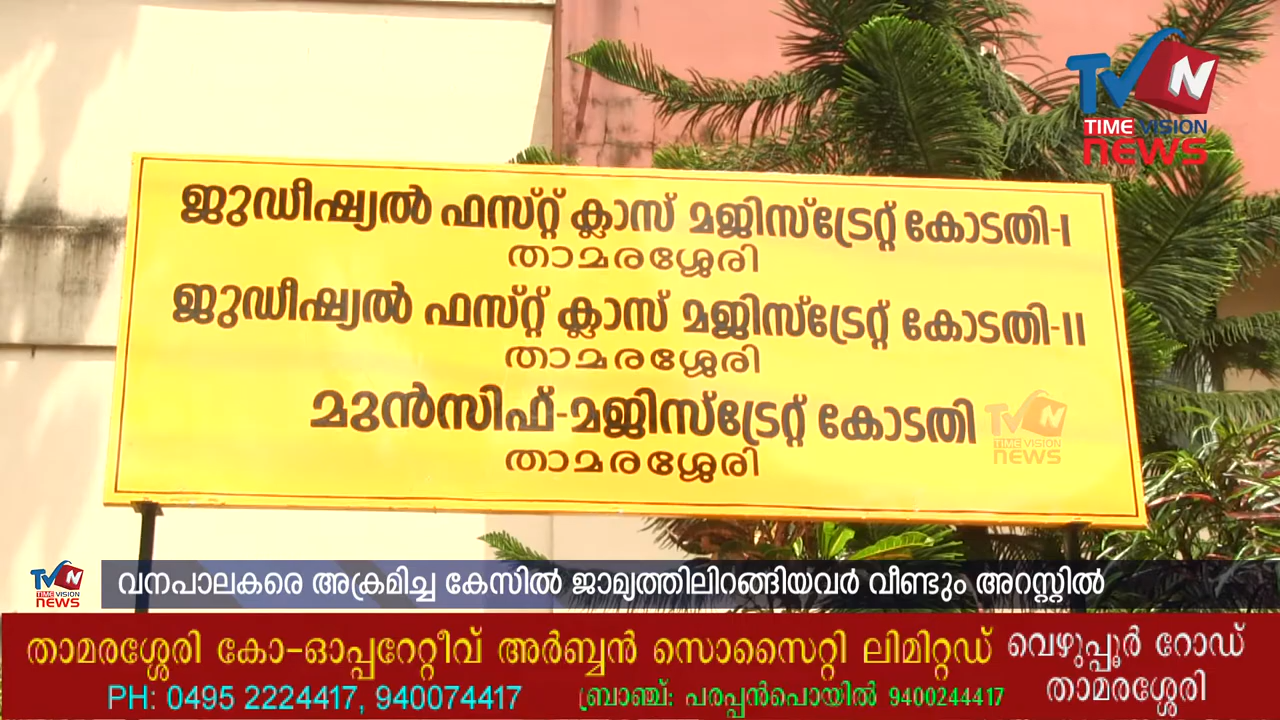 TVN
TIME VISION
news
ജുഡീഷ്യൽ ഫസ്റ്റ് ക്ലാസ് മജിസ്ട്രേറ്റ് കോടതി-I
താമരശ്ശേരി
ജുഡീഷ്യൽ ഫസ്റ്റ് ക്ലാസ് മജിസ്ട്രേറ്റ് കോടതി-II
താമരശ്ശേരി
മുൻസിഫ്-മജിസ്ട്രേറ്റ് കോടതി
TVN
TIME VISION
NEWS
താമരശ്ശേരി
TVN
TIME VISION
NEWS
വനപാലകരെ അക്രമിച്ച കേസിൽ ജാമ്യത്തിലിറങ്ങിയവർ വീണ്ടും അറസ്റ്റിൽ
താമരശ്ശേരി കോ-ഓപ്പറേറ്റീവ് അർബ്ബൻ സൊസൈറ്റി ലിമിറ്റഡ്
വെഴുപ്പൂർ റോഡ്
താമരശ്ശേരി
PH: 0495 2224417, 940074417
ബ്രാഞ്ച്: പരപ്പൻപൊയിൽ 9400244417